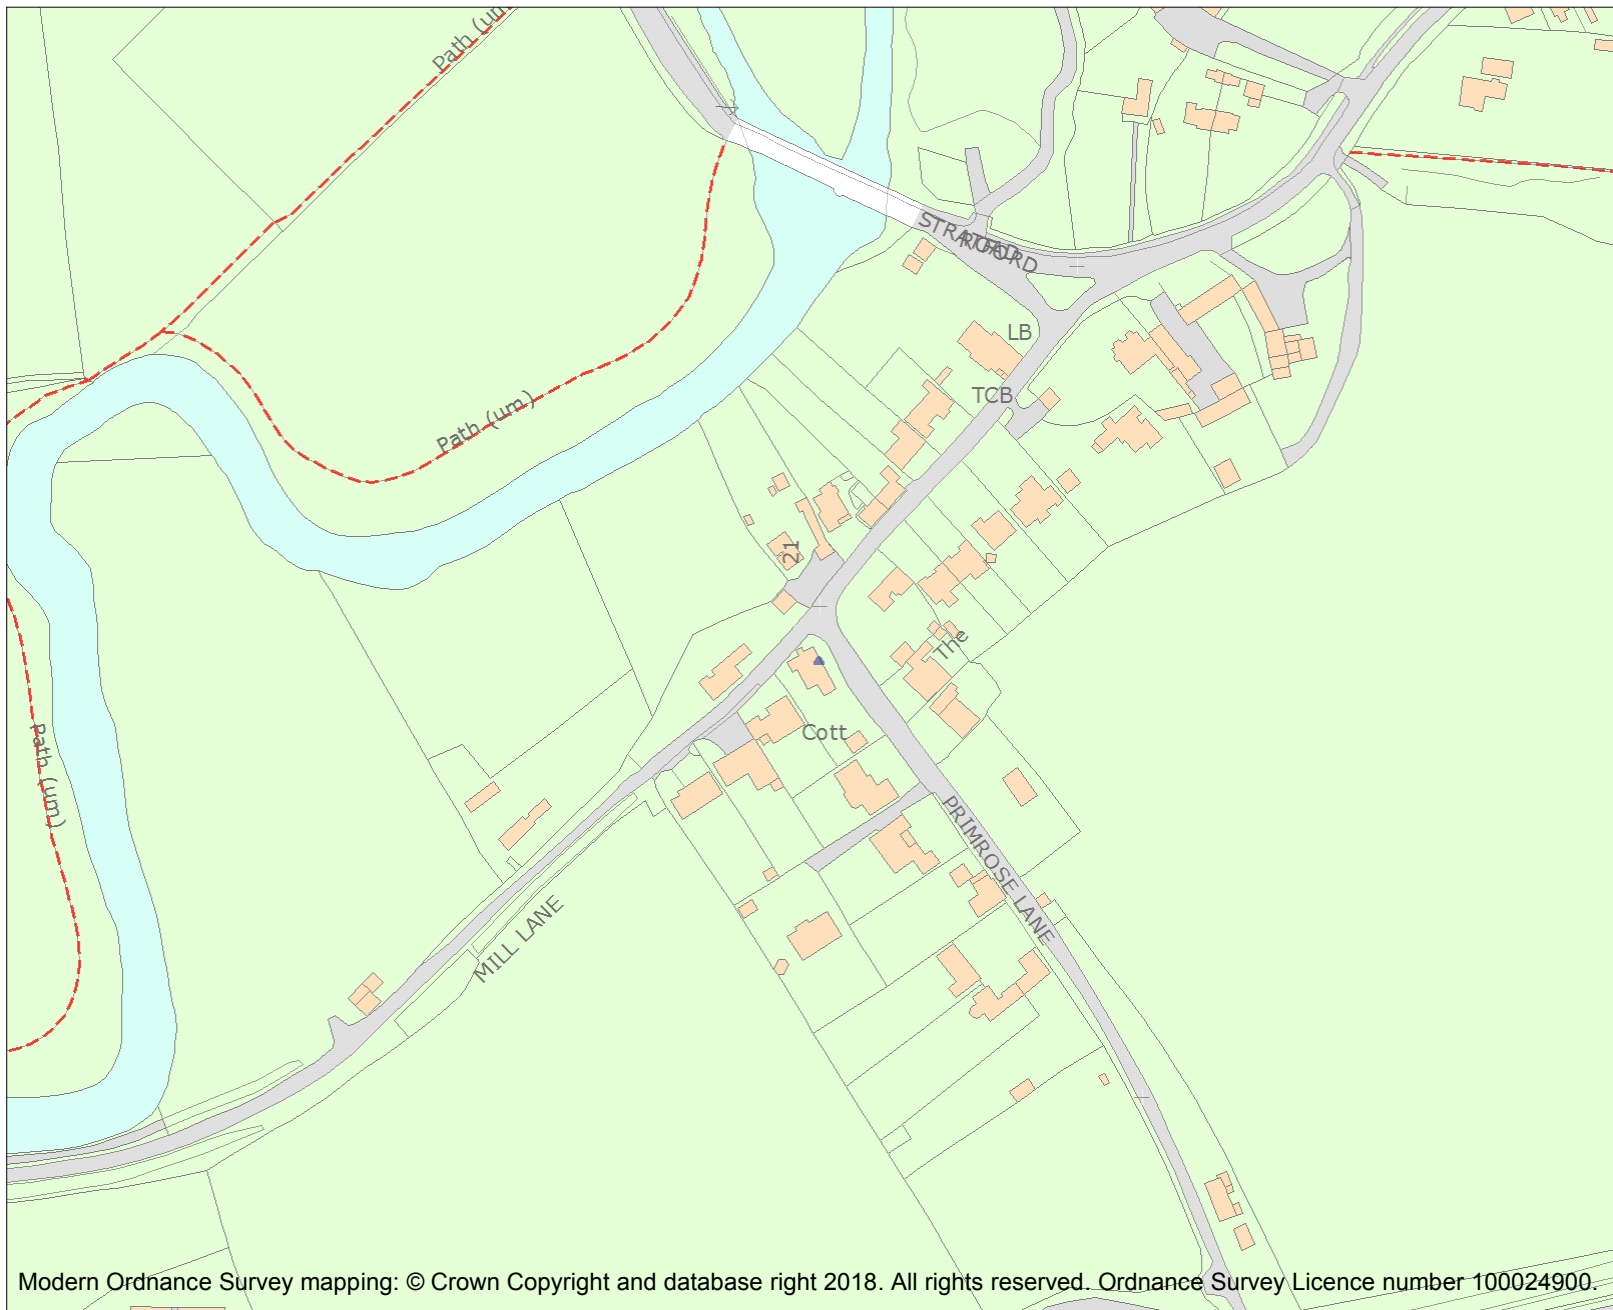 Path (um)
STRATFORD
ROAD
LB
TCB
Path (um)
21
The
Path (um)
Cott
PRIMROSE LANE
MILL LANE
Modern Ordnance Survey mapping: © Crown Copyright and database right 2018. All rights reserved. Ordnance Survey Licence number 100024900.